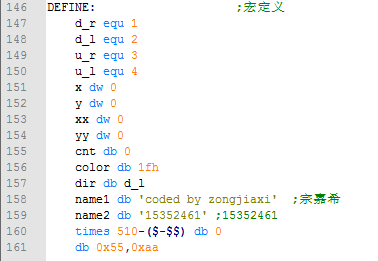 146 DEFINE: ;宏定义
147 d_r equ 1
148 d_l equ 2
149 u_r equ 3
150 u_l equ 4
151 x dw 0
152 y dw 0
153 xx dw 0
154 yy dw 0
155 cnt db 0
156 color db 1fh
157 dir db d_l
158 name1 db 'coded by zongjiaxi' ;宗嘉希
159 name2 db '15352461' ;15352461
160 times 510-($-$$) db 0
161 db 0x55,0xaa